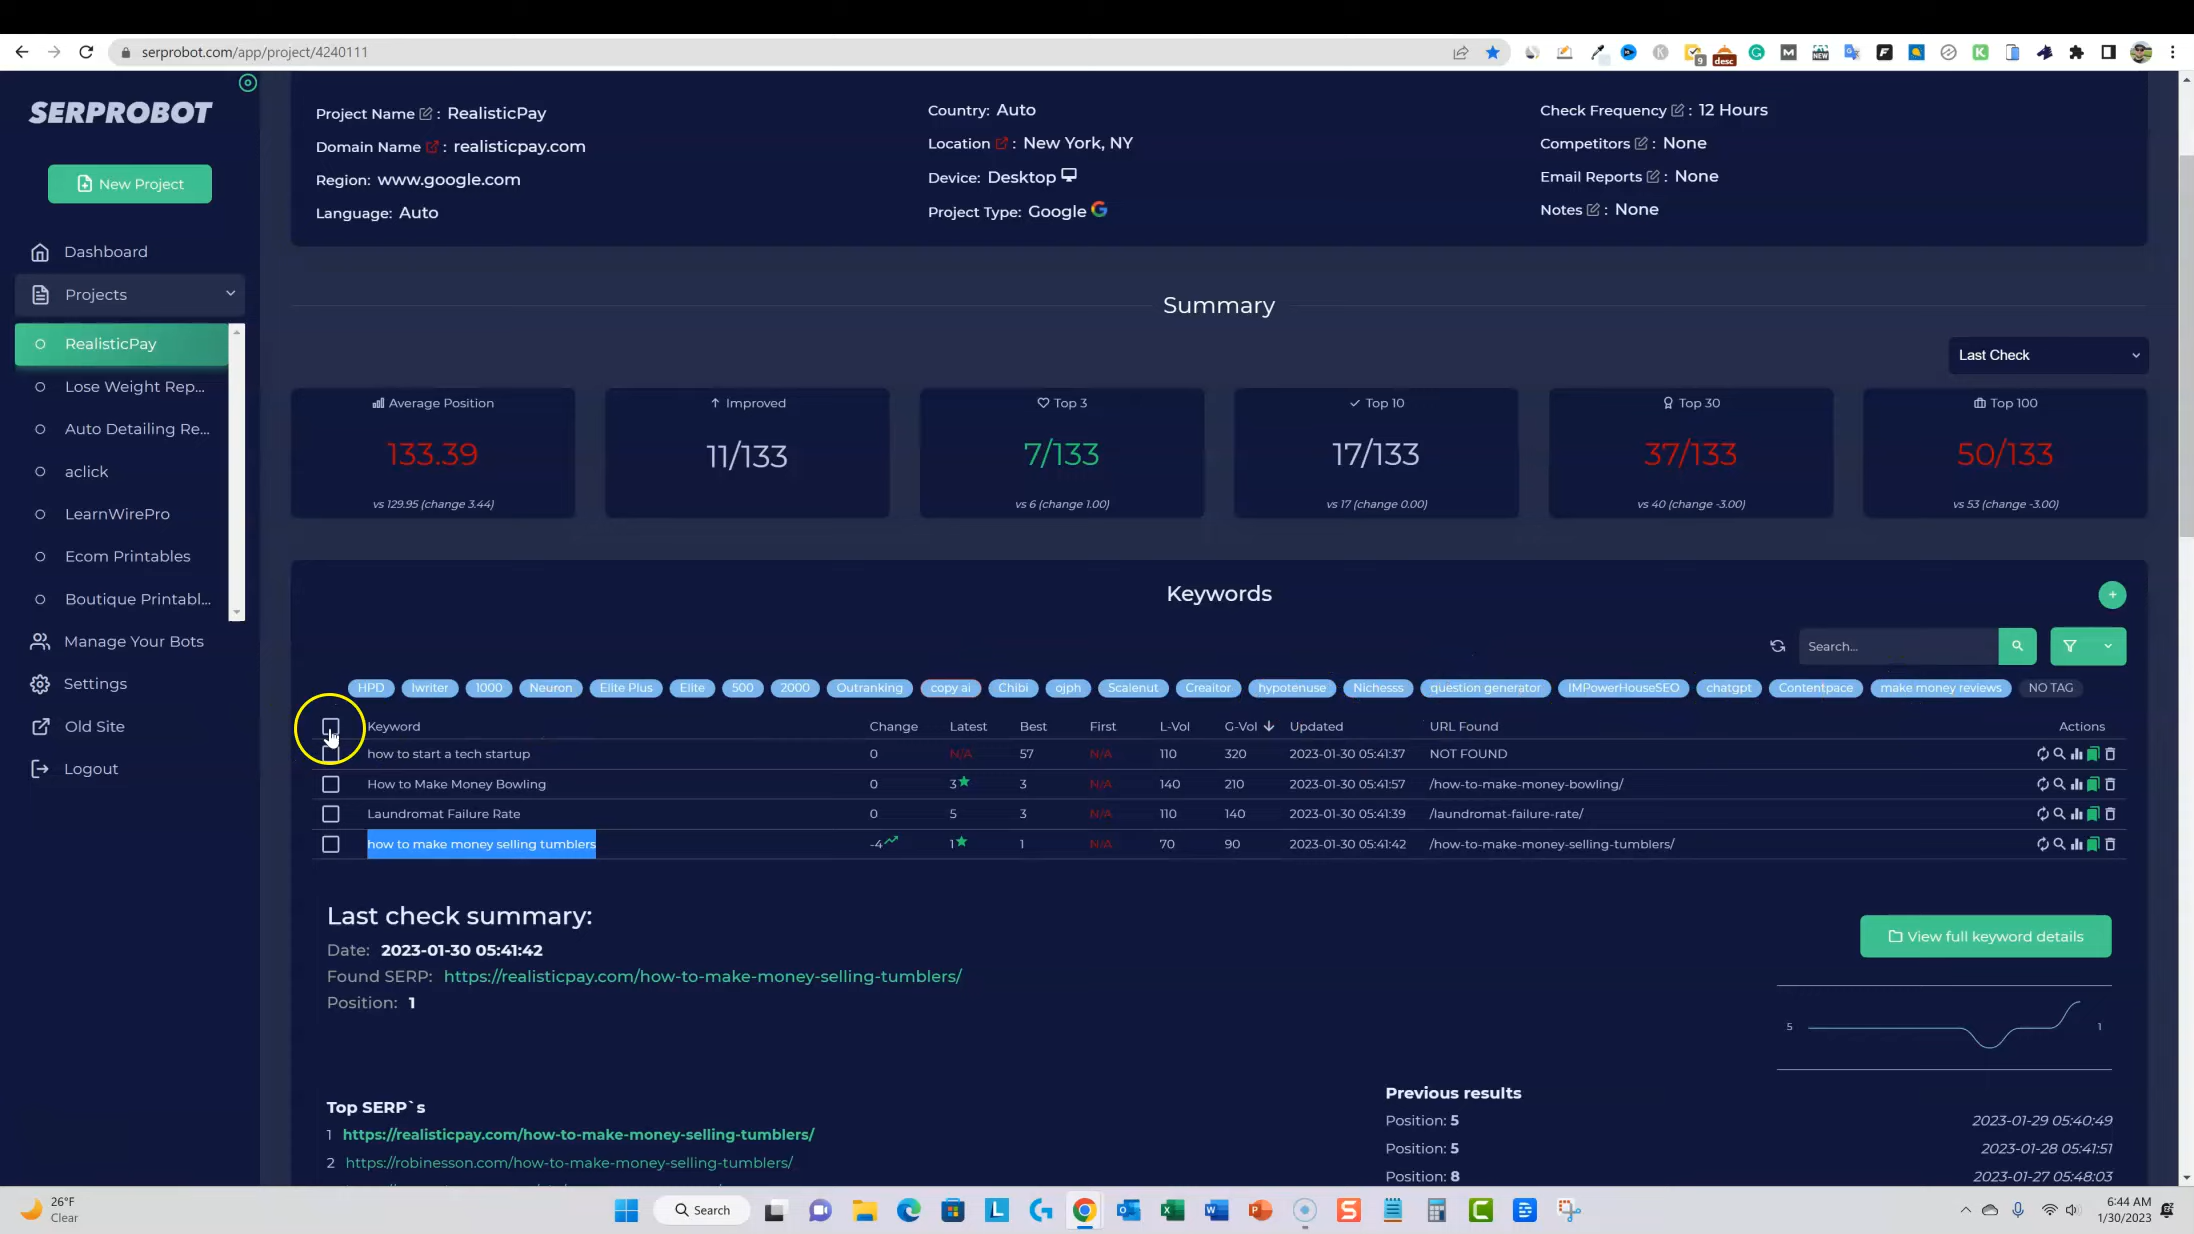 serprobot.com/app/project/4240111
9
desc
NEW
SERPROBOT
New Project
Dashboard
Projects
RealisticPay
Lose Weight Rep...
Auto Detailing Re...
aclick
LearnWirePro
Ecom Printables
Boutique Printabl...
Manage Your Bots
Settings
Old Site
Logout
Project Name : RealisticPay
Domain Name : realisticpay.com
Region: www.google.com
Language: Auto
Country: Auto
Location : New York, NY
Device: Desktop
Project Type: Google
Check Frequency : 12 Hours
Competitors : None
Email Reports : None
Notes : None
Summary
Last Check
Average Position
133.39
vs 129.95 (change 3.44)
Improved
11/133
Top 3
7/133
vs 6 (change 1.00)
Top 10
17/133
vs 17 (change 0.00)
Top 30
37/133
vs 40 (change -3.00)
Top 100
50/133
vs 53 (change -3.00)
Keywords
Search...
HPD Iwriter 1000 Neuron Elite Plus Elite 500 2000 Outranking copy ai Chibi ojph Scalenut Creaitor hypotenuse Nichesss question generator IMPowerHouseSEO chatgpt Contentpace make money reviews NO TAG
Keyword Change Latest Best First L-Vol G-Vol Updated URL Found Actions
how to start a tech startup 0 N/A 57 N/A 110 320 2023-01-30 05:41:37 NOT FOUND
How to Make Money Bowling 0 3 3 N/A 140 210 2023-01-30 05:41:57 /how-to-make-money-bowling/
Laundromat Failure Rate 0 5 3 N/A 110 140 2023-01-30 05:41:39 /laundromat-failure-rate/
how to make money selling tumblers -4 1 1 N/A 70 90 2023-01-30 05:41:42 /how-to-make-money-selling-tumblers/
Last check summary:
Date: 2023-01-30 05:41:42
Found SERP: https://realisticpay.com/how-to-make-money-selling-tumblers/
Position: 1
View full keyword details
5 1
Top SERP`s
1 https://realisticpay.com/how-to-make-money-selling-tumblers/
2 https://robinesson.com/how-to-make-money-selling-tumblers/
Previous results
Position: 5 2023-01-29 05:40:49
Position: 5 2023-01-28 05:41:51
Position: 8 2023-01-27 05:48:03
26°F
Clear
Search
6:44 AM
1/30/2023